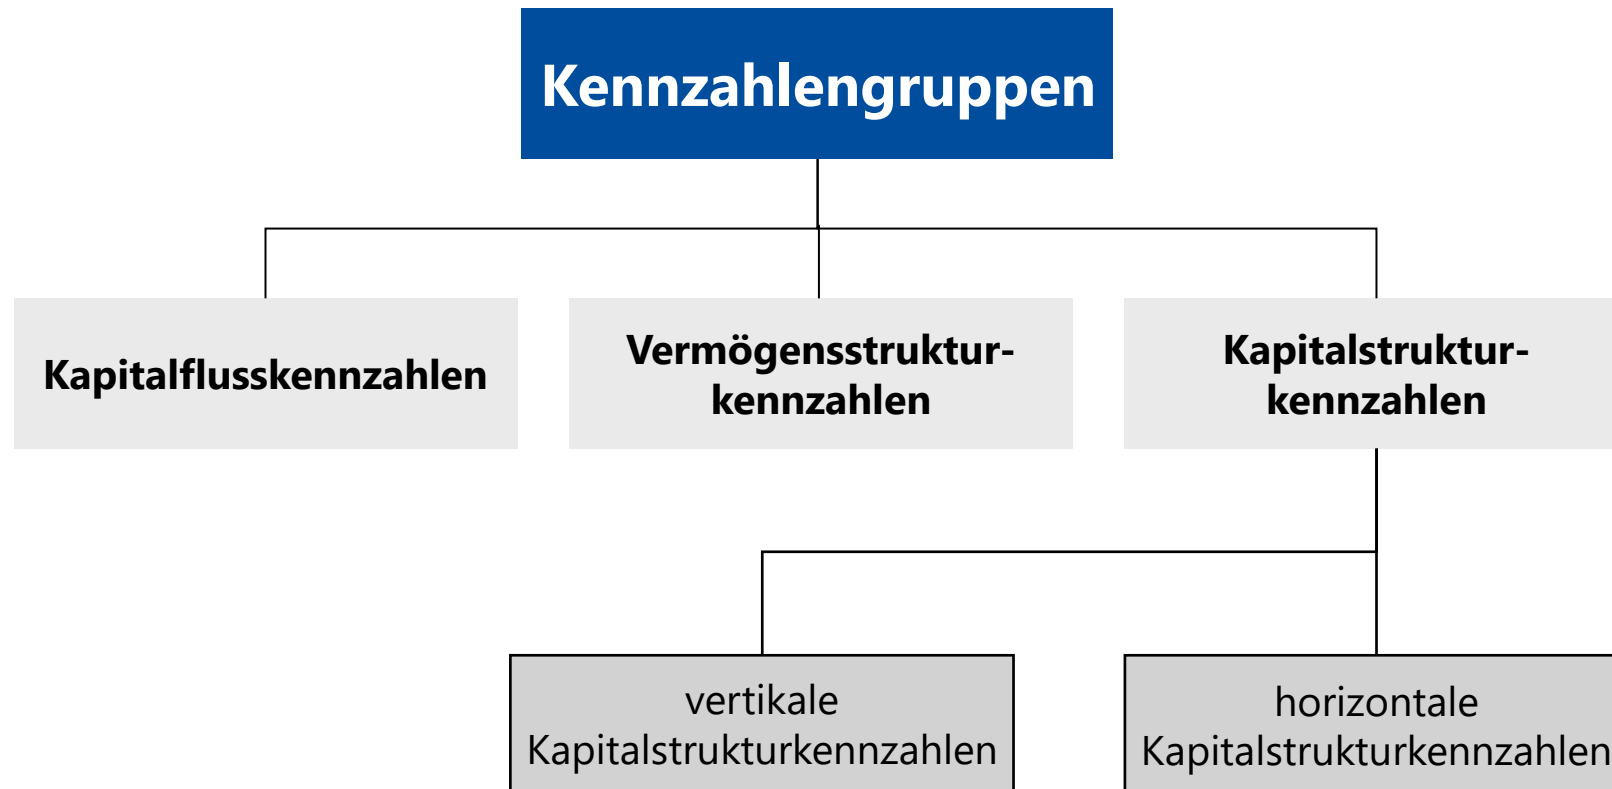 Kennzahlengruppen
Kapitalflusskennzahlen
Vermögensstruktur-
kennzahlen
Kapitalstruktur-
kennzahlen
vertikale
Kapitalstrukturkennzahlen
horizontale
Kapitalstrukturkennzahlen